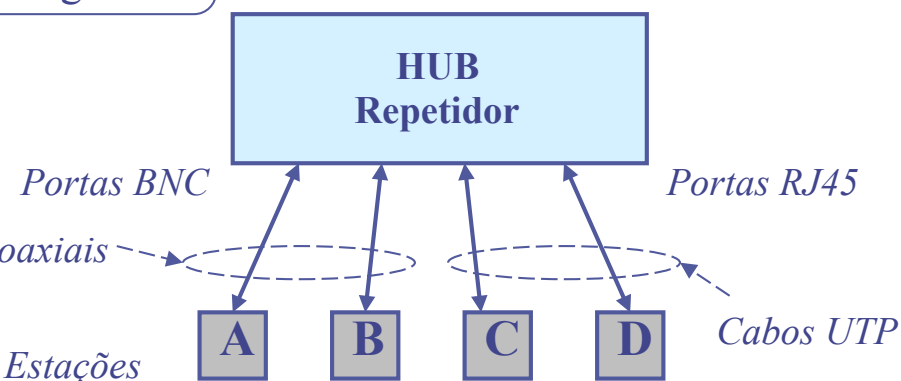 HUB
Repetidor
Portas BNC
Portas RJ45
oaxiais
A B C D
Cabos UTP
Estações